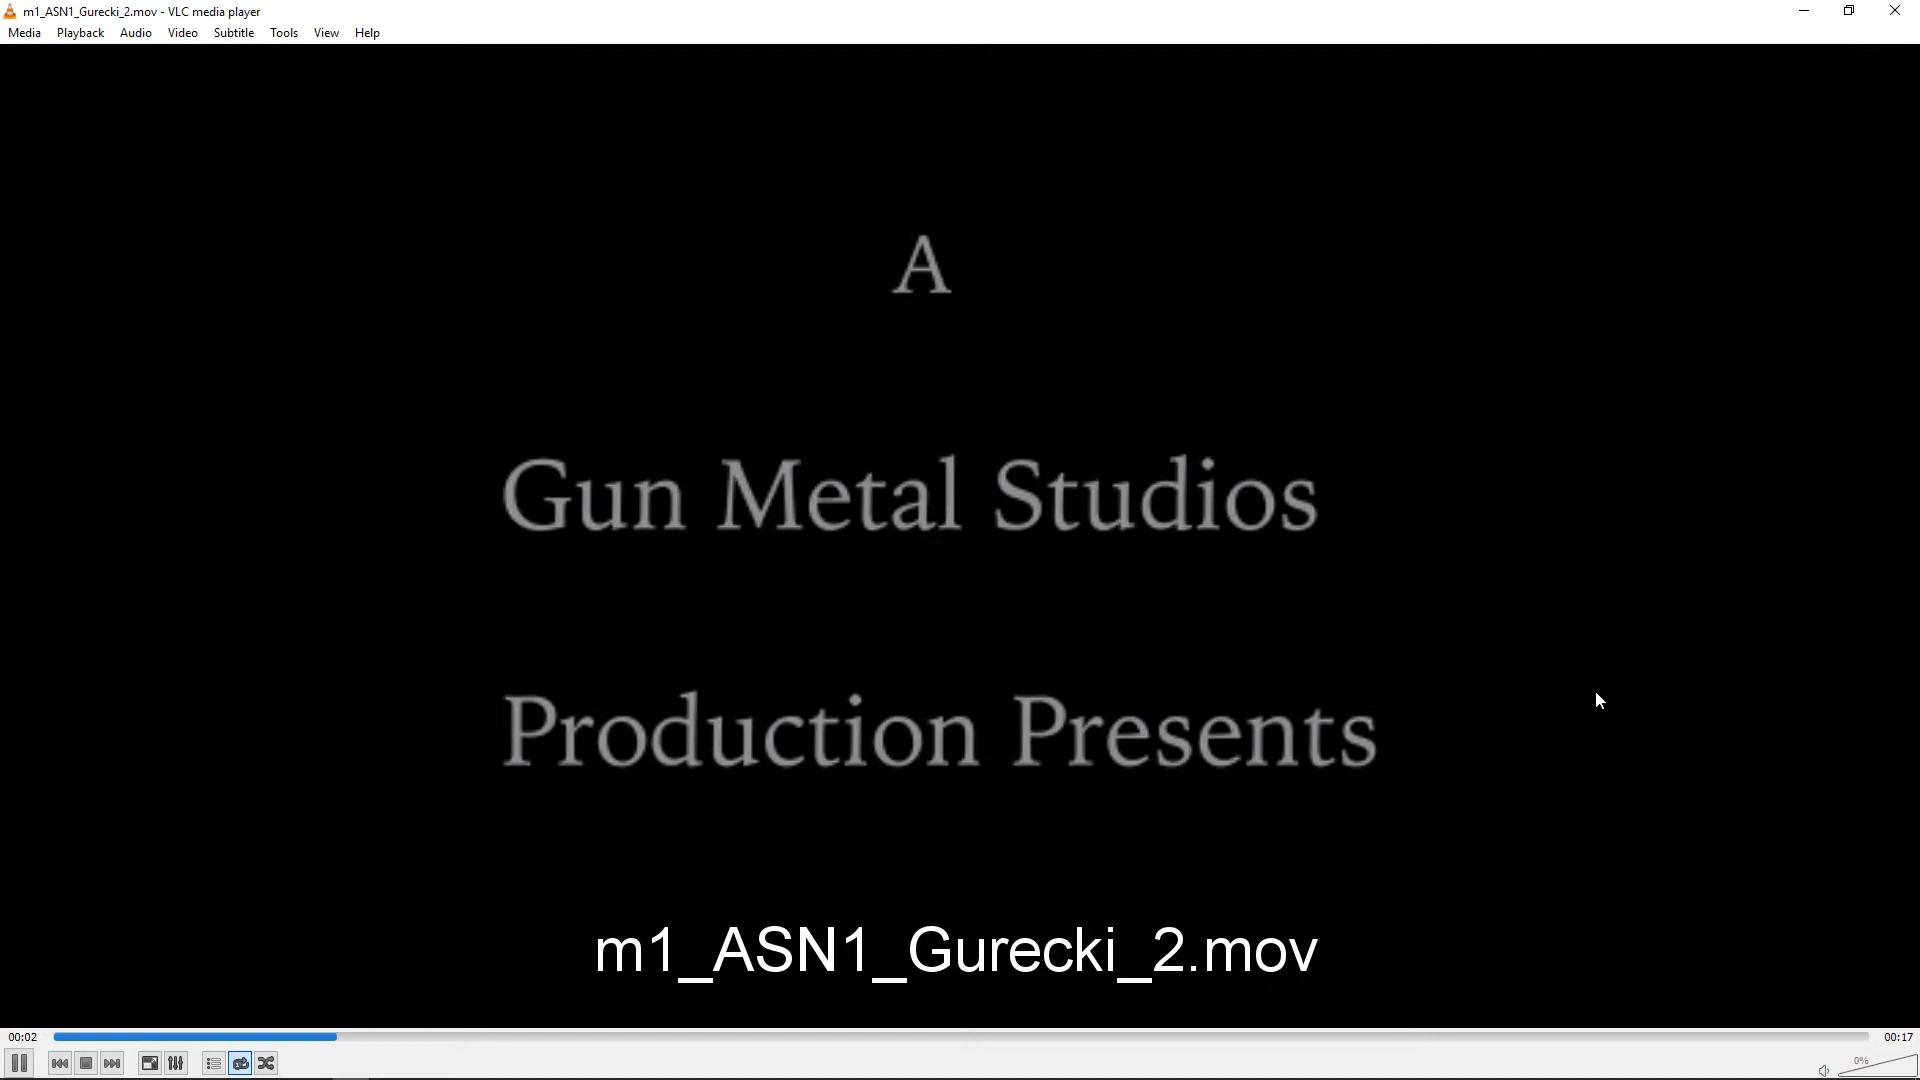 m1_ASN1_Gurecki_2.mov - VLC media player
Media Playback Audio Video Subtitle Tools View Help
A
Gun Metal Studios
Production Presents
m1_ASN1_Gurecki_2.mov
00:02 00:17
0%